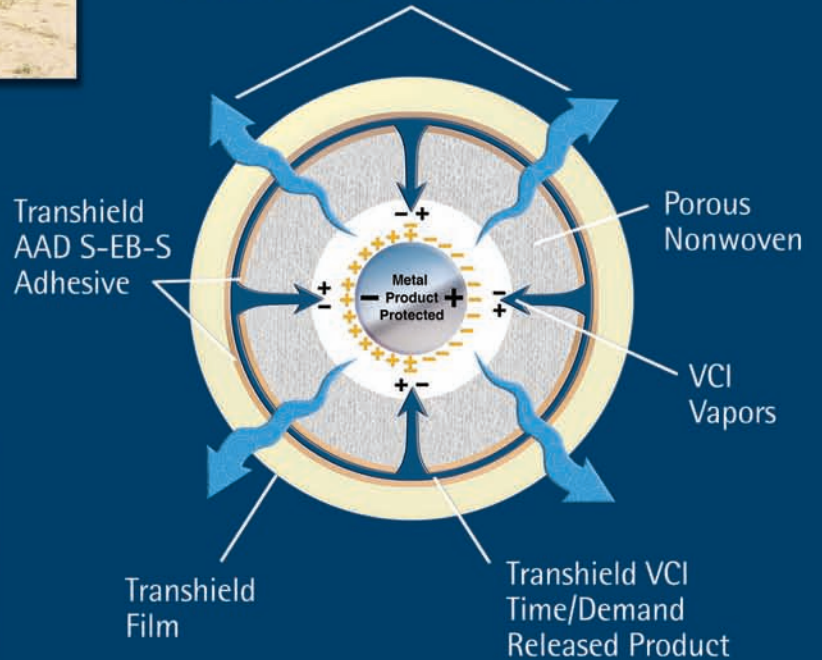 Transhield
AAD S-EB-S
Adhesive
Porous
Nonwoven
Metal
Product
Protected
VCI
Vapors
Transhield
Film
Transhield VCI
Time/Demand
Released Product